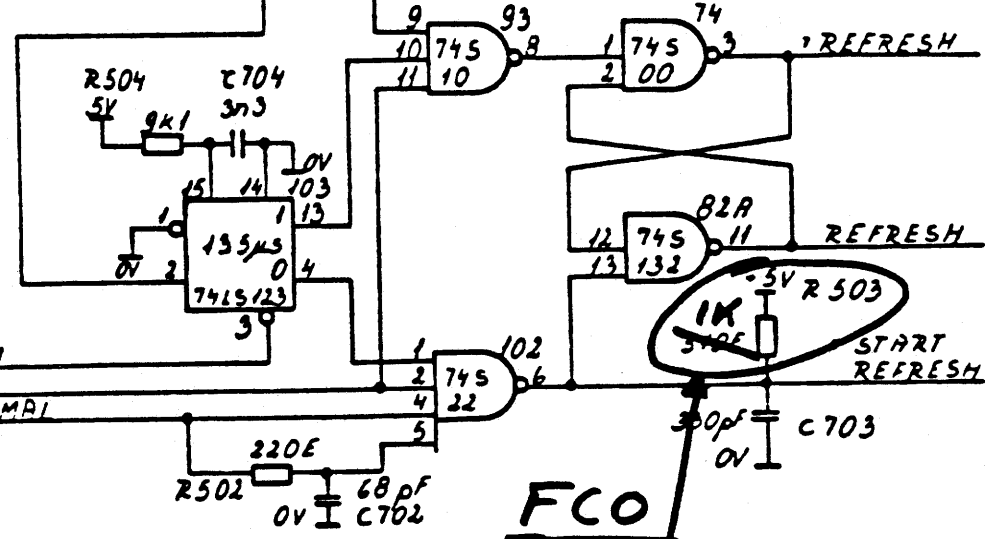 93
74
9
10
11
74S
10
8
1
2
74S
00
3
REFRESH
R504
5V
9K1
C704
3n3
0V
15
14
103
1
1
13
135µs
0V
2
0
4
74LS123
3
82A
12
13
74S
132
11
REFRESH
5V
R503
1K
102
1
2
4
5
74S
22
6
START
REFRESH
330pF
C703
0V
220E
R502
68pF
0V
C702
FCO